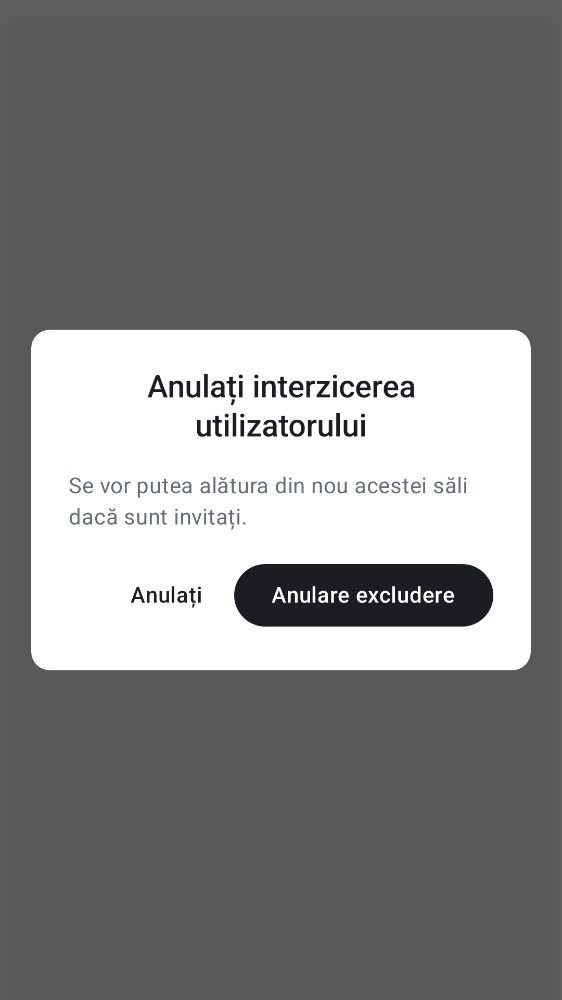 Anulați interzicerea
utilizatorului
Se vor putea alătura din nou acestei săli
dacă sunt invitați.
Anulați
Anulare excludere